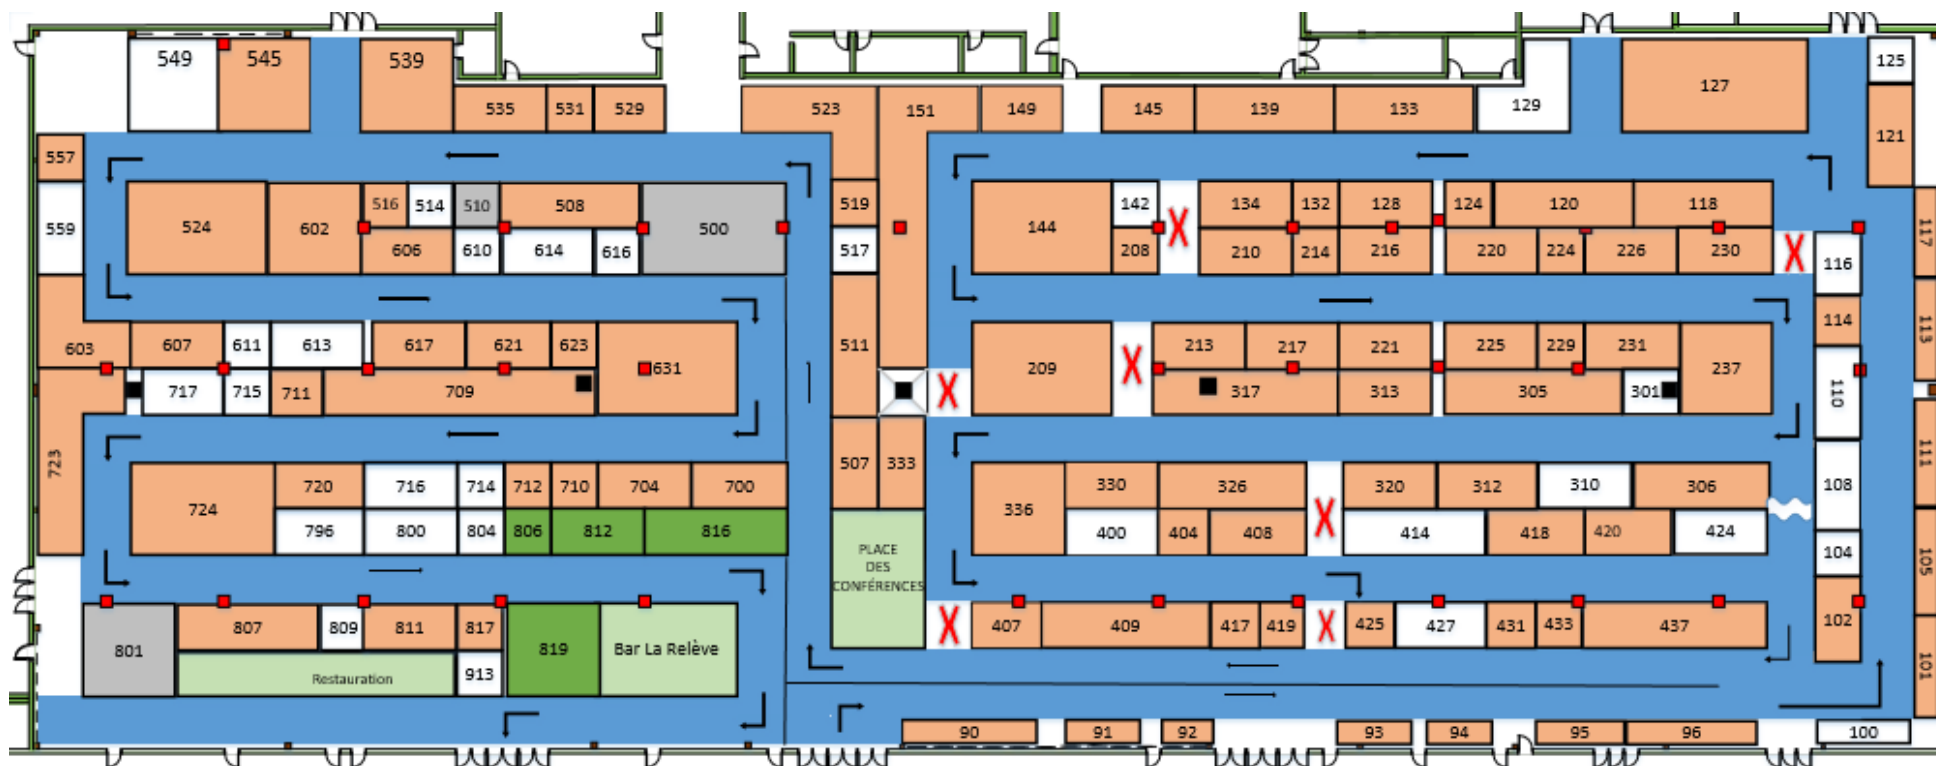 549 545 539
127
125
535 531 529 523 151 149 145 139 133 129
121
557
516 514 510 508 519 142 134 132 128 124 120 118
559 524 602 500 144 117
606 610 614 616 517 208 210 214 216 220 224 226 230 116
603 607 611 613 617 621 623 631 511 213 217 221 225 229 231 114 113
209 237
717 715 711 709 317 313 305 301 110
723 720 716 714 712 710 704 700 507 333 330 326 320 312 310 306 108 111
724 336
796 800 804 806 812 816 400 404 408 414 418 420 424
PLACE
DES
CONFÉRENCES
104 105
807 809 811 817 407 409 417 419 425 427 431 433 437 102
801 819 Bar La Relève
Restauration 913 101
90 91 92 93 94 95 96 100